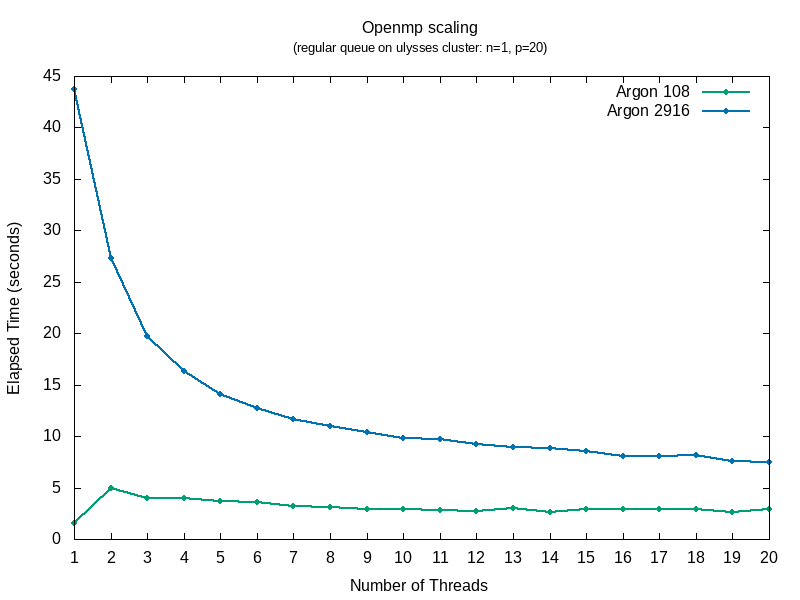 Openmp scaling
(regular queue on ulysses cluster: n=1, p=20)
Argon 108
Argon 2916
45
40
35
30
25
20
15
10
5
0
Elapsed Time (seconds)
1 2 3 4 5 6 7 8 9 10 11 12 13 14 15 16 17 18 19 20
Number of Threads